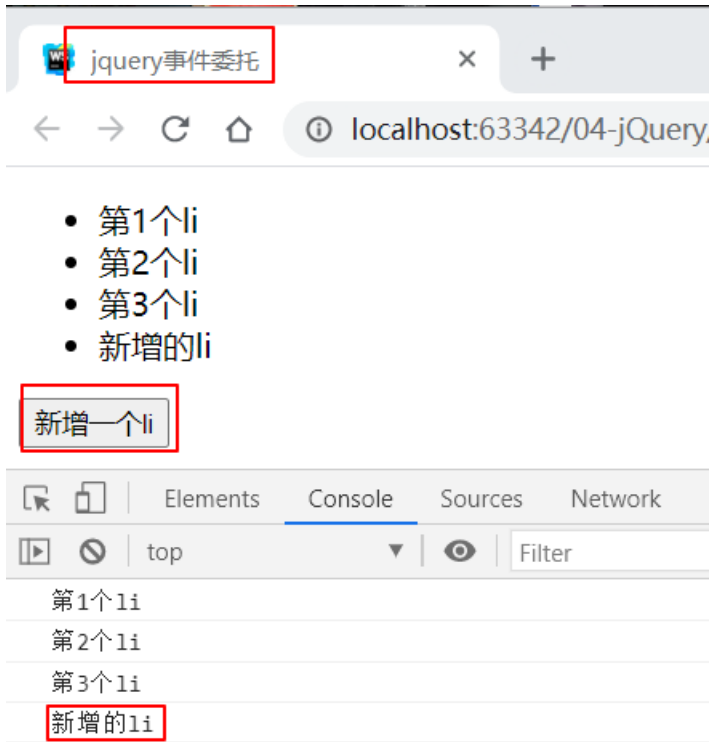 jquery事件委托
localhost:63342/04-jQuery/
第1个li
第2个li
第3个li
新增的li
新增一个li
Elements Console Sources Network
top Filter
第1个li
第2个li
第3个li
新增的li